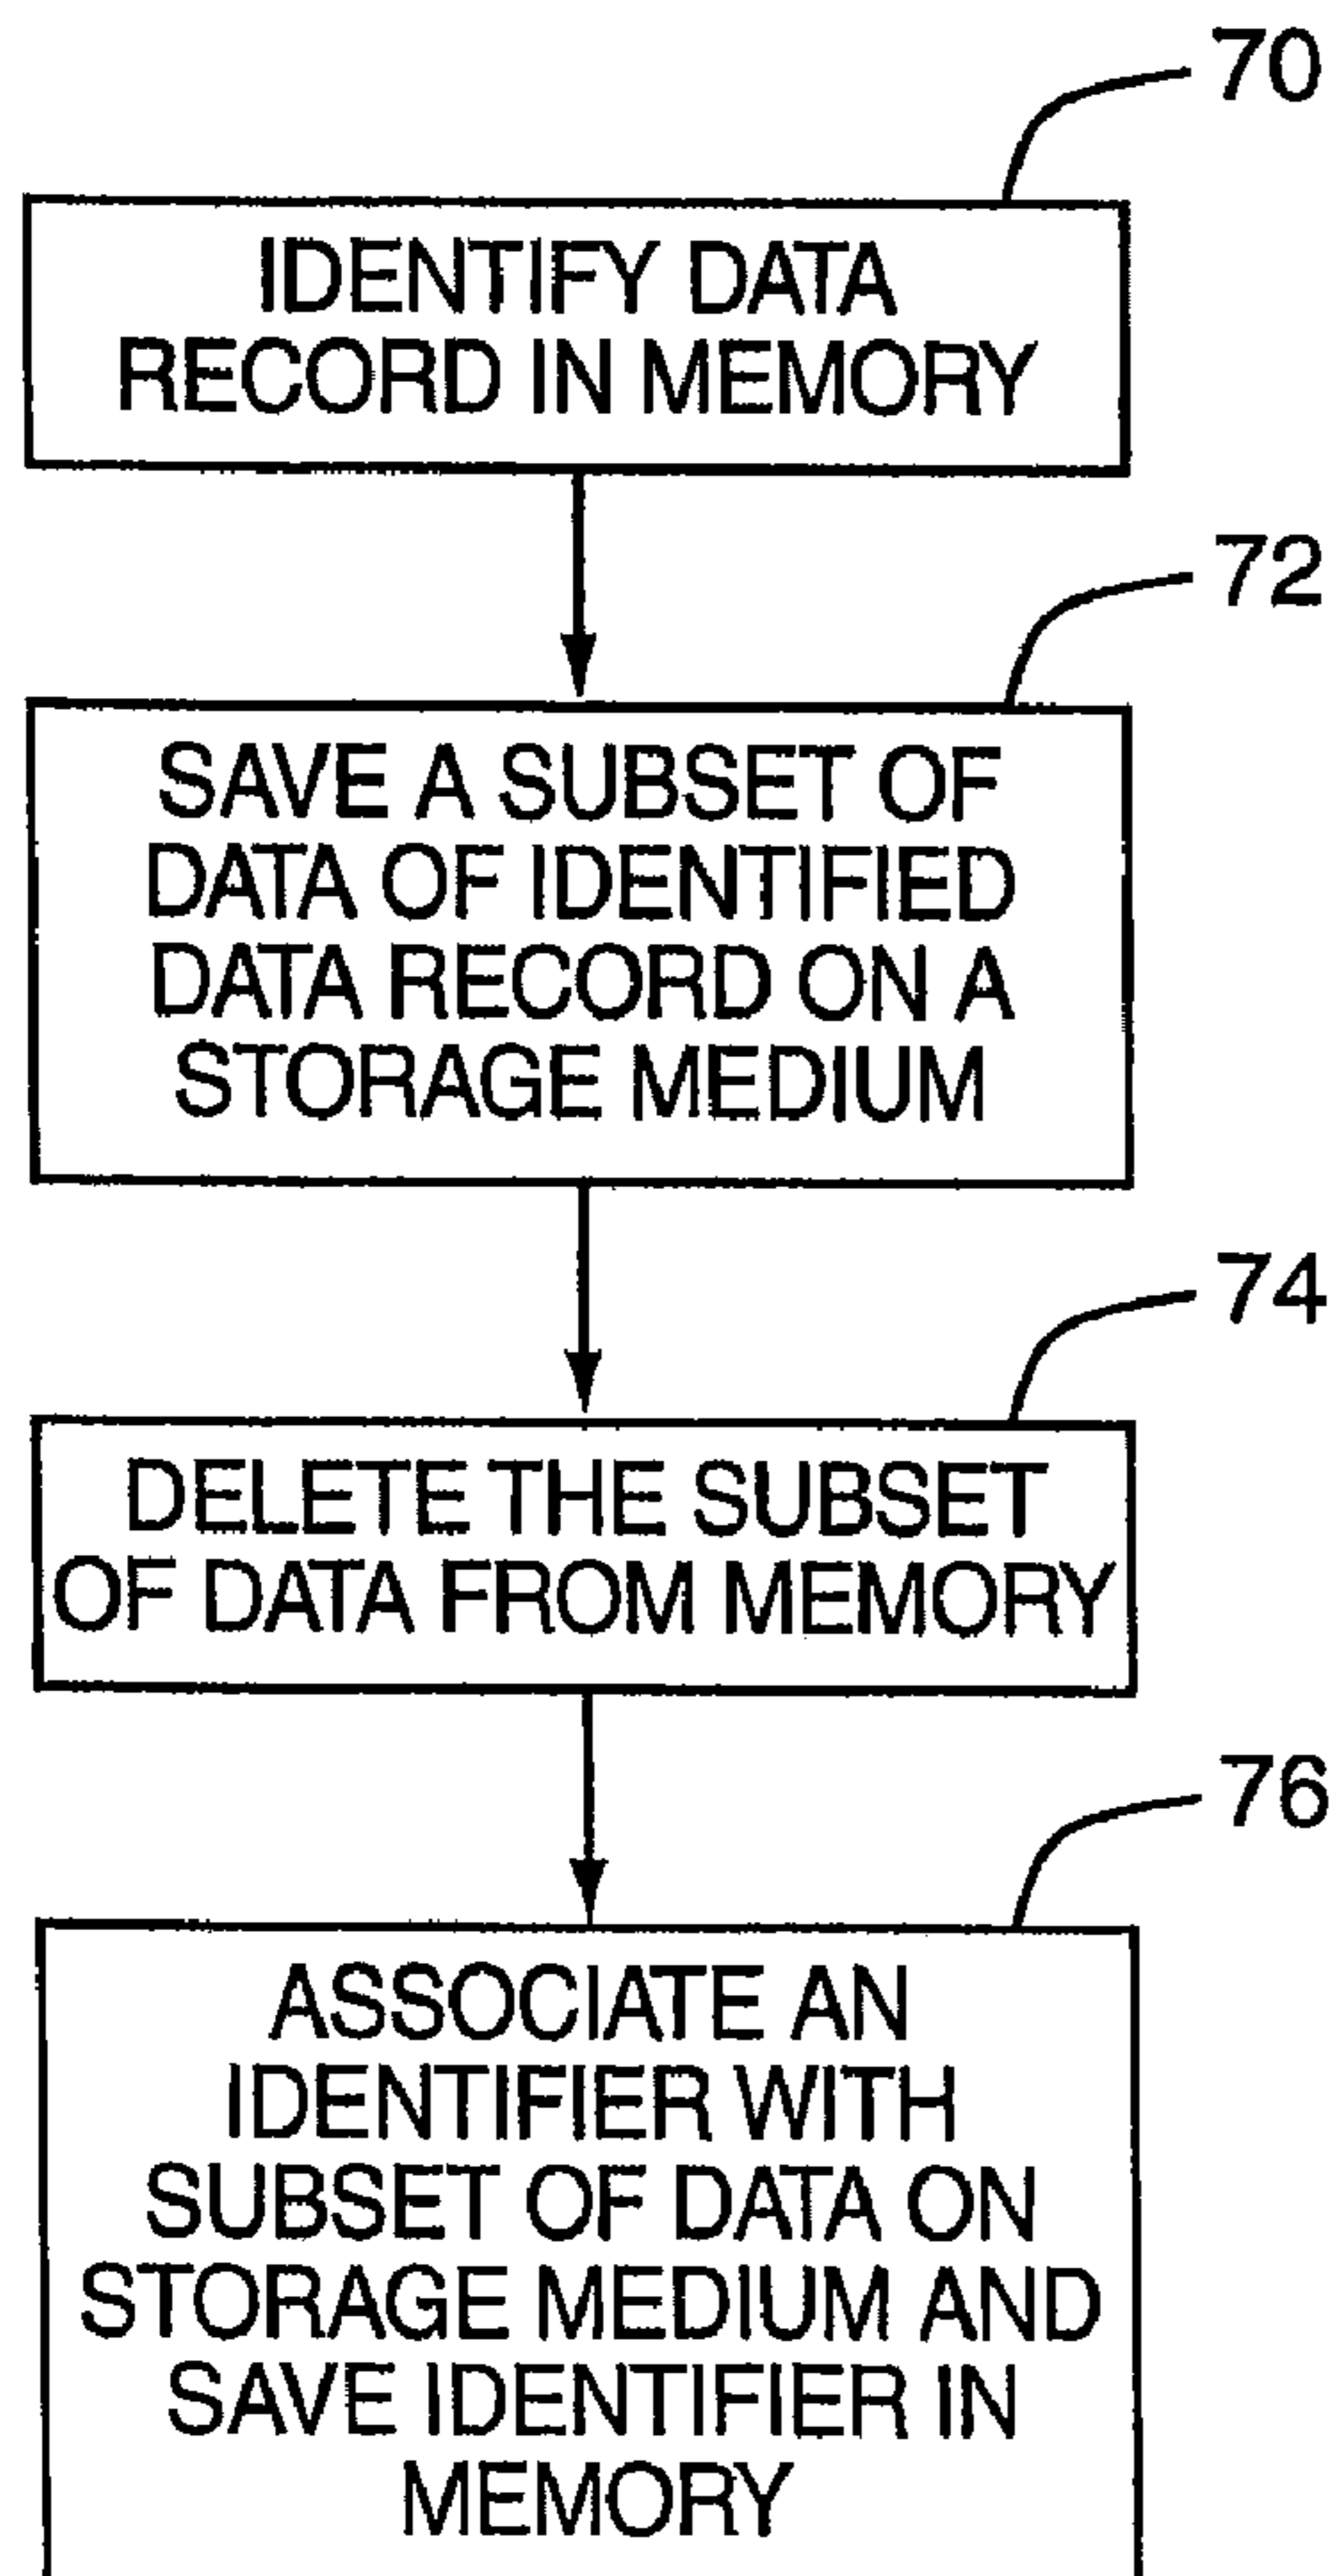 70
IDENTIFY DATA
RECORD IN MEMORY
72
SAVE A SUBSET OF
DATA OF IDENTIFIED
DATA RECORD ON A
STORAGE MEDIUM
74
DELETE THE SUBSET
OF DATA FROM MEMORY
76
ASSOCIATE AN
IDENTIFIER WITH
SUBSET OF DATA ON
STORAGE MEDIUM AND
SAVE IDENTIFIER IN
MEMORY